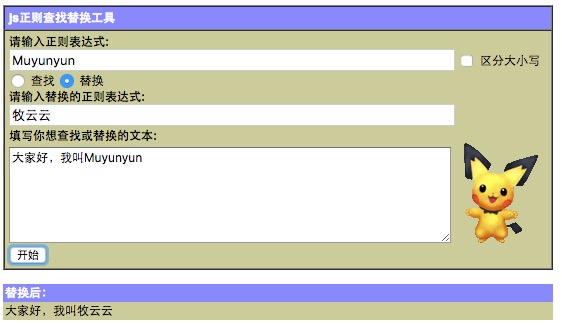 js正则查找替换工具
请输入正则表达式:
Muyunyun
区分大小写
查找 替换
请输入替换的正则表达式:
牧云云
填写你想查找或替换的文本:
大家好，我叫Muyunyun
开始
替换后:
大家好，我叫牧云云